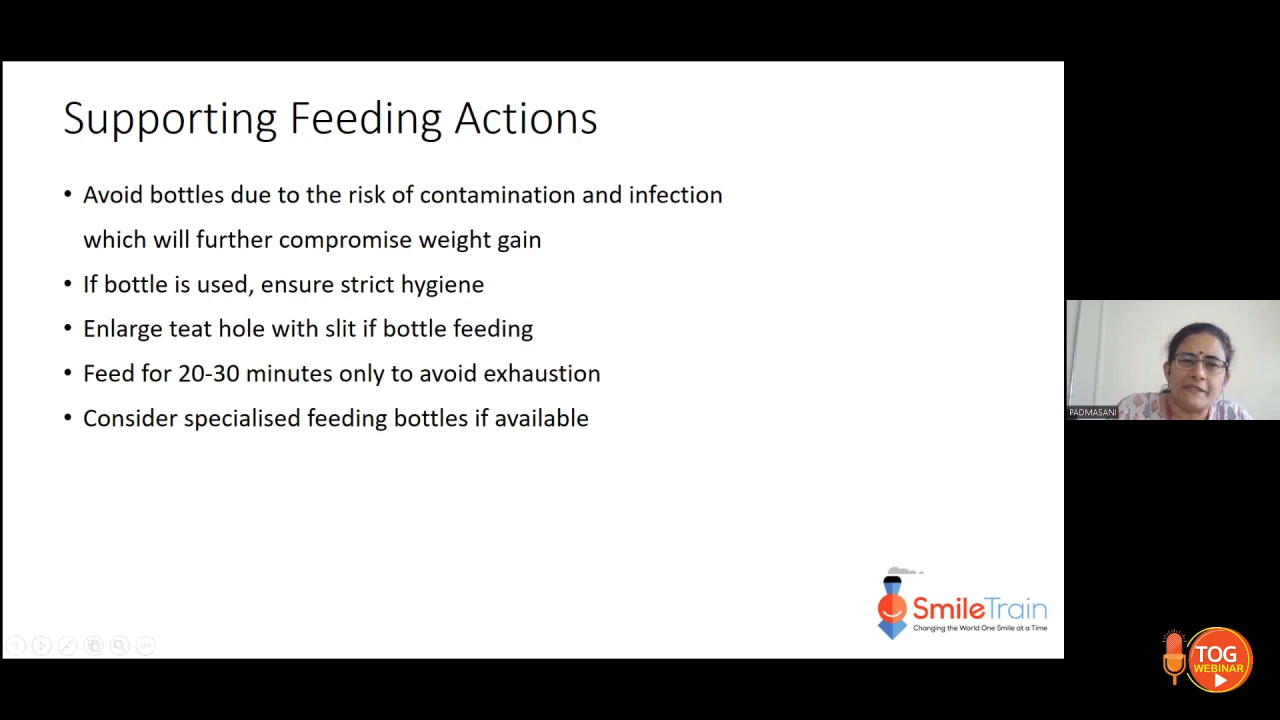 Supporting Feeding Actions
• Avoid bottles due to the risk of contamination and infection
which will further compromise weight gain
• If bottle is used, ensure strict hygiene
• Enlarge teat hole with slit if bottle feeding
• Feed for 20-30 minutes only to avoid exhaustion
• Consider specialised feeding bottles if available
SmileTrain
Changing the World One Smile at a Time
PADMASANI
TOG
WEBINAR